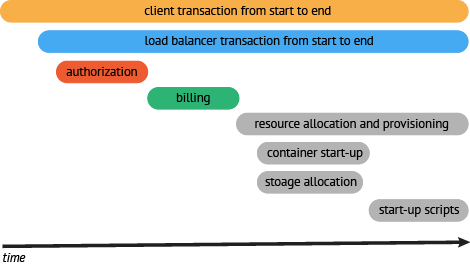 client transaction from start to end
load balancer transaction from start to end
authorization
billing
resource allocation and provisioning
container start-up
stoage allocation
start-up scripts
time